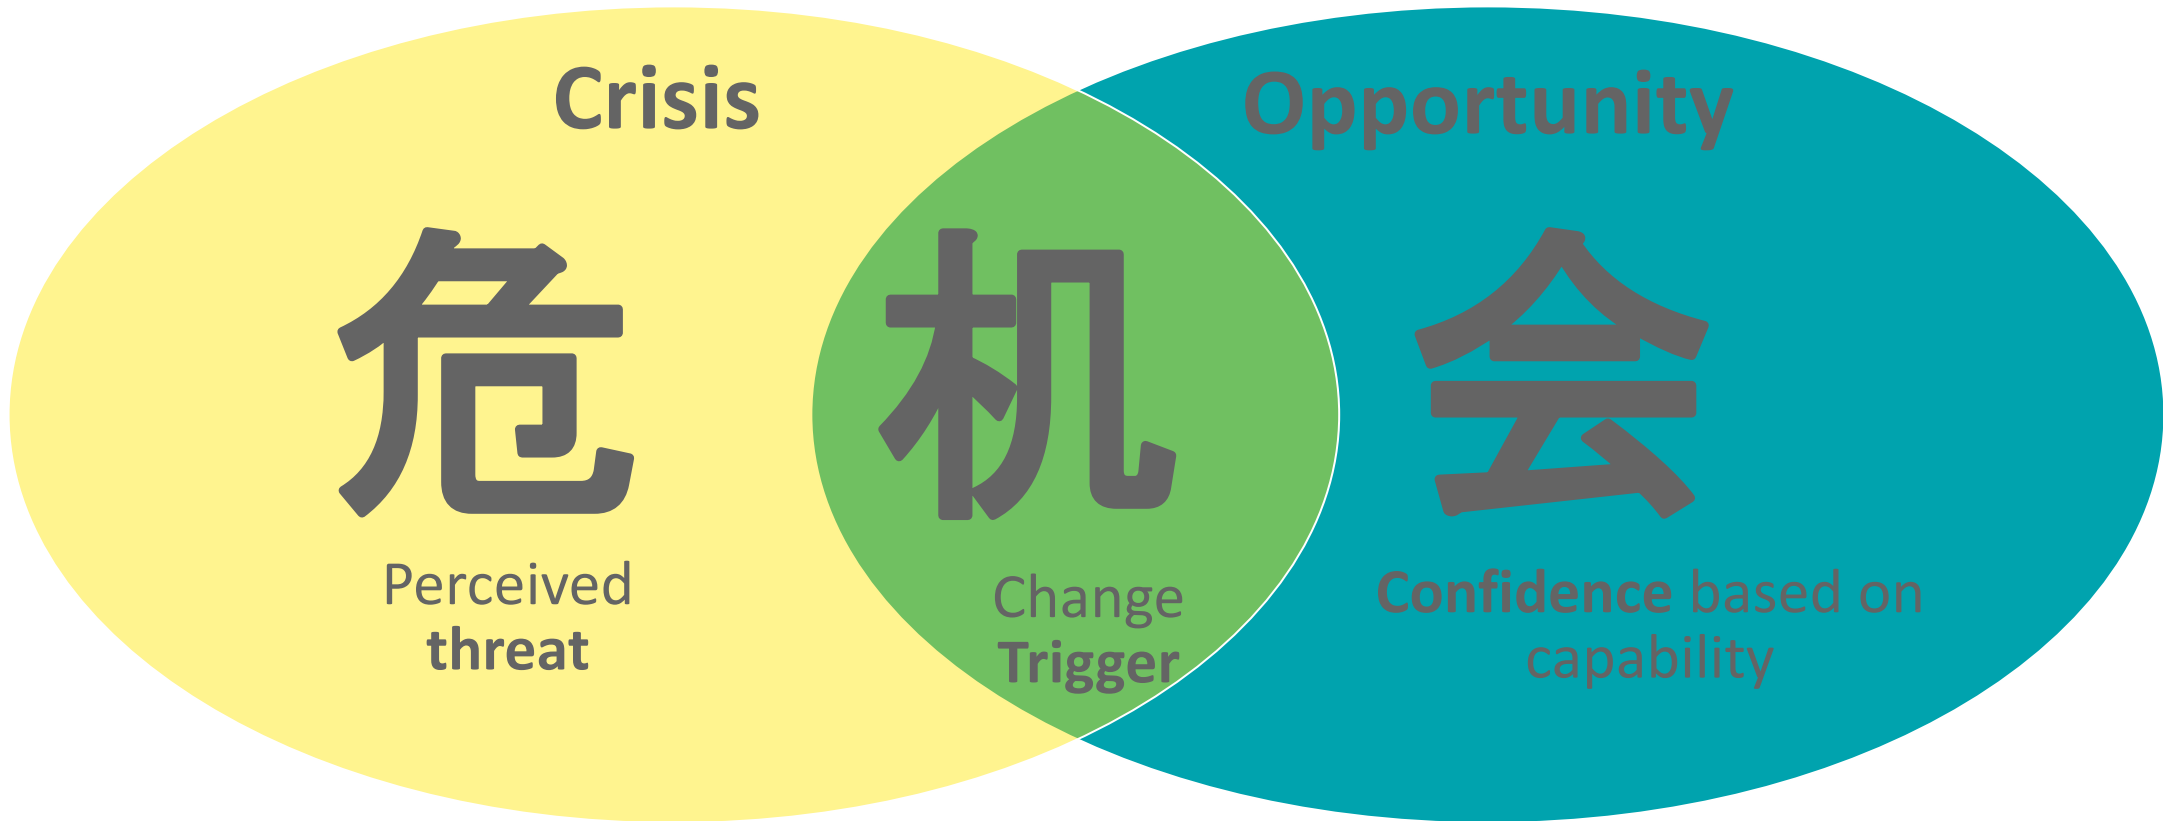 Crisis
Opportunity
危
机
会
Perceived
threat
Change
Trigger
Confidence based on
capability